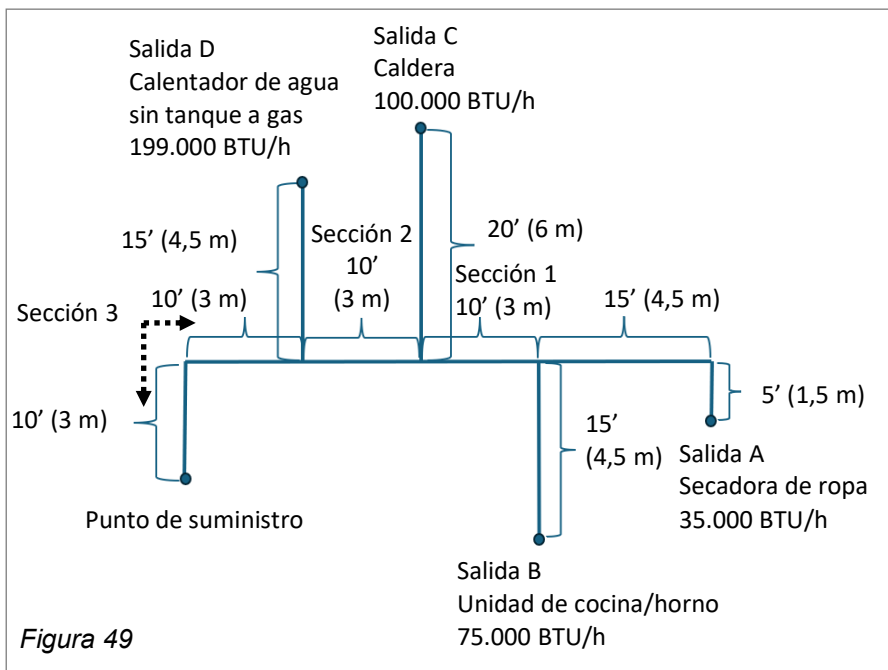 Salida D
Calentador de agua
sin tanque a gas
199.000 BTU/h
Salida C
Caldera
100.000 BTU/h
15’ (4,5 m)
Sección 2
10’
(3 m)
20’ (6 m)
Sección 1
10’ (3 m)
15’ (4,5 m)
Sección 3
10’ (3 m)
10’ (3 m)
Punto de suministro
15’
(4,5 m)
5’ (1,5 m)
Salida A
Secadora de ropa
35.000 BTU/h
Salida B
Unidad de cocina/horno
75.000 BTU/h
Figura 49